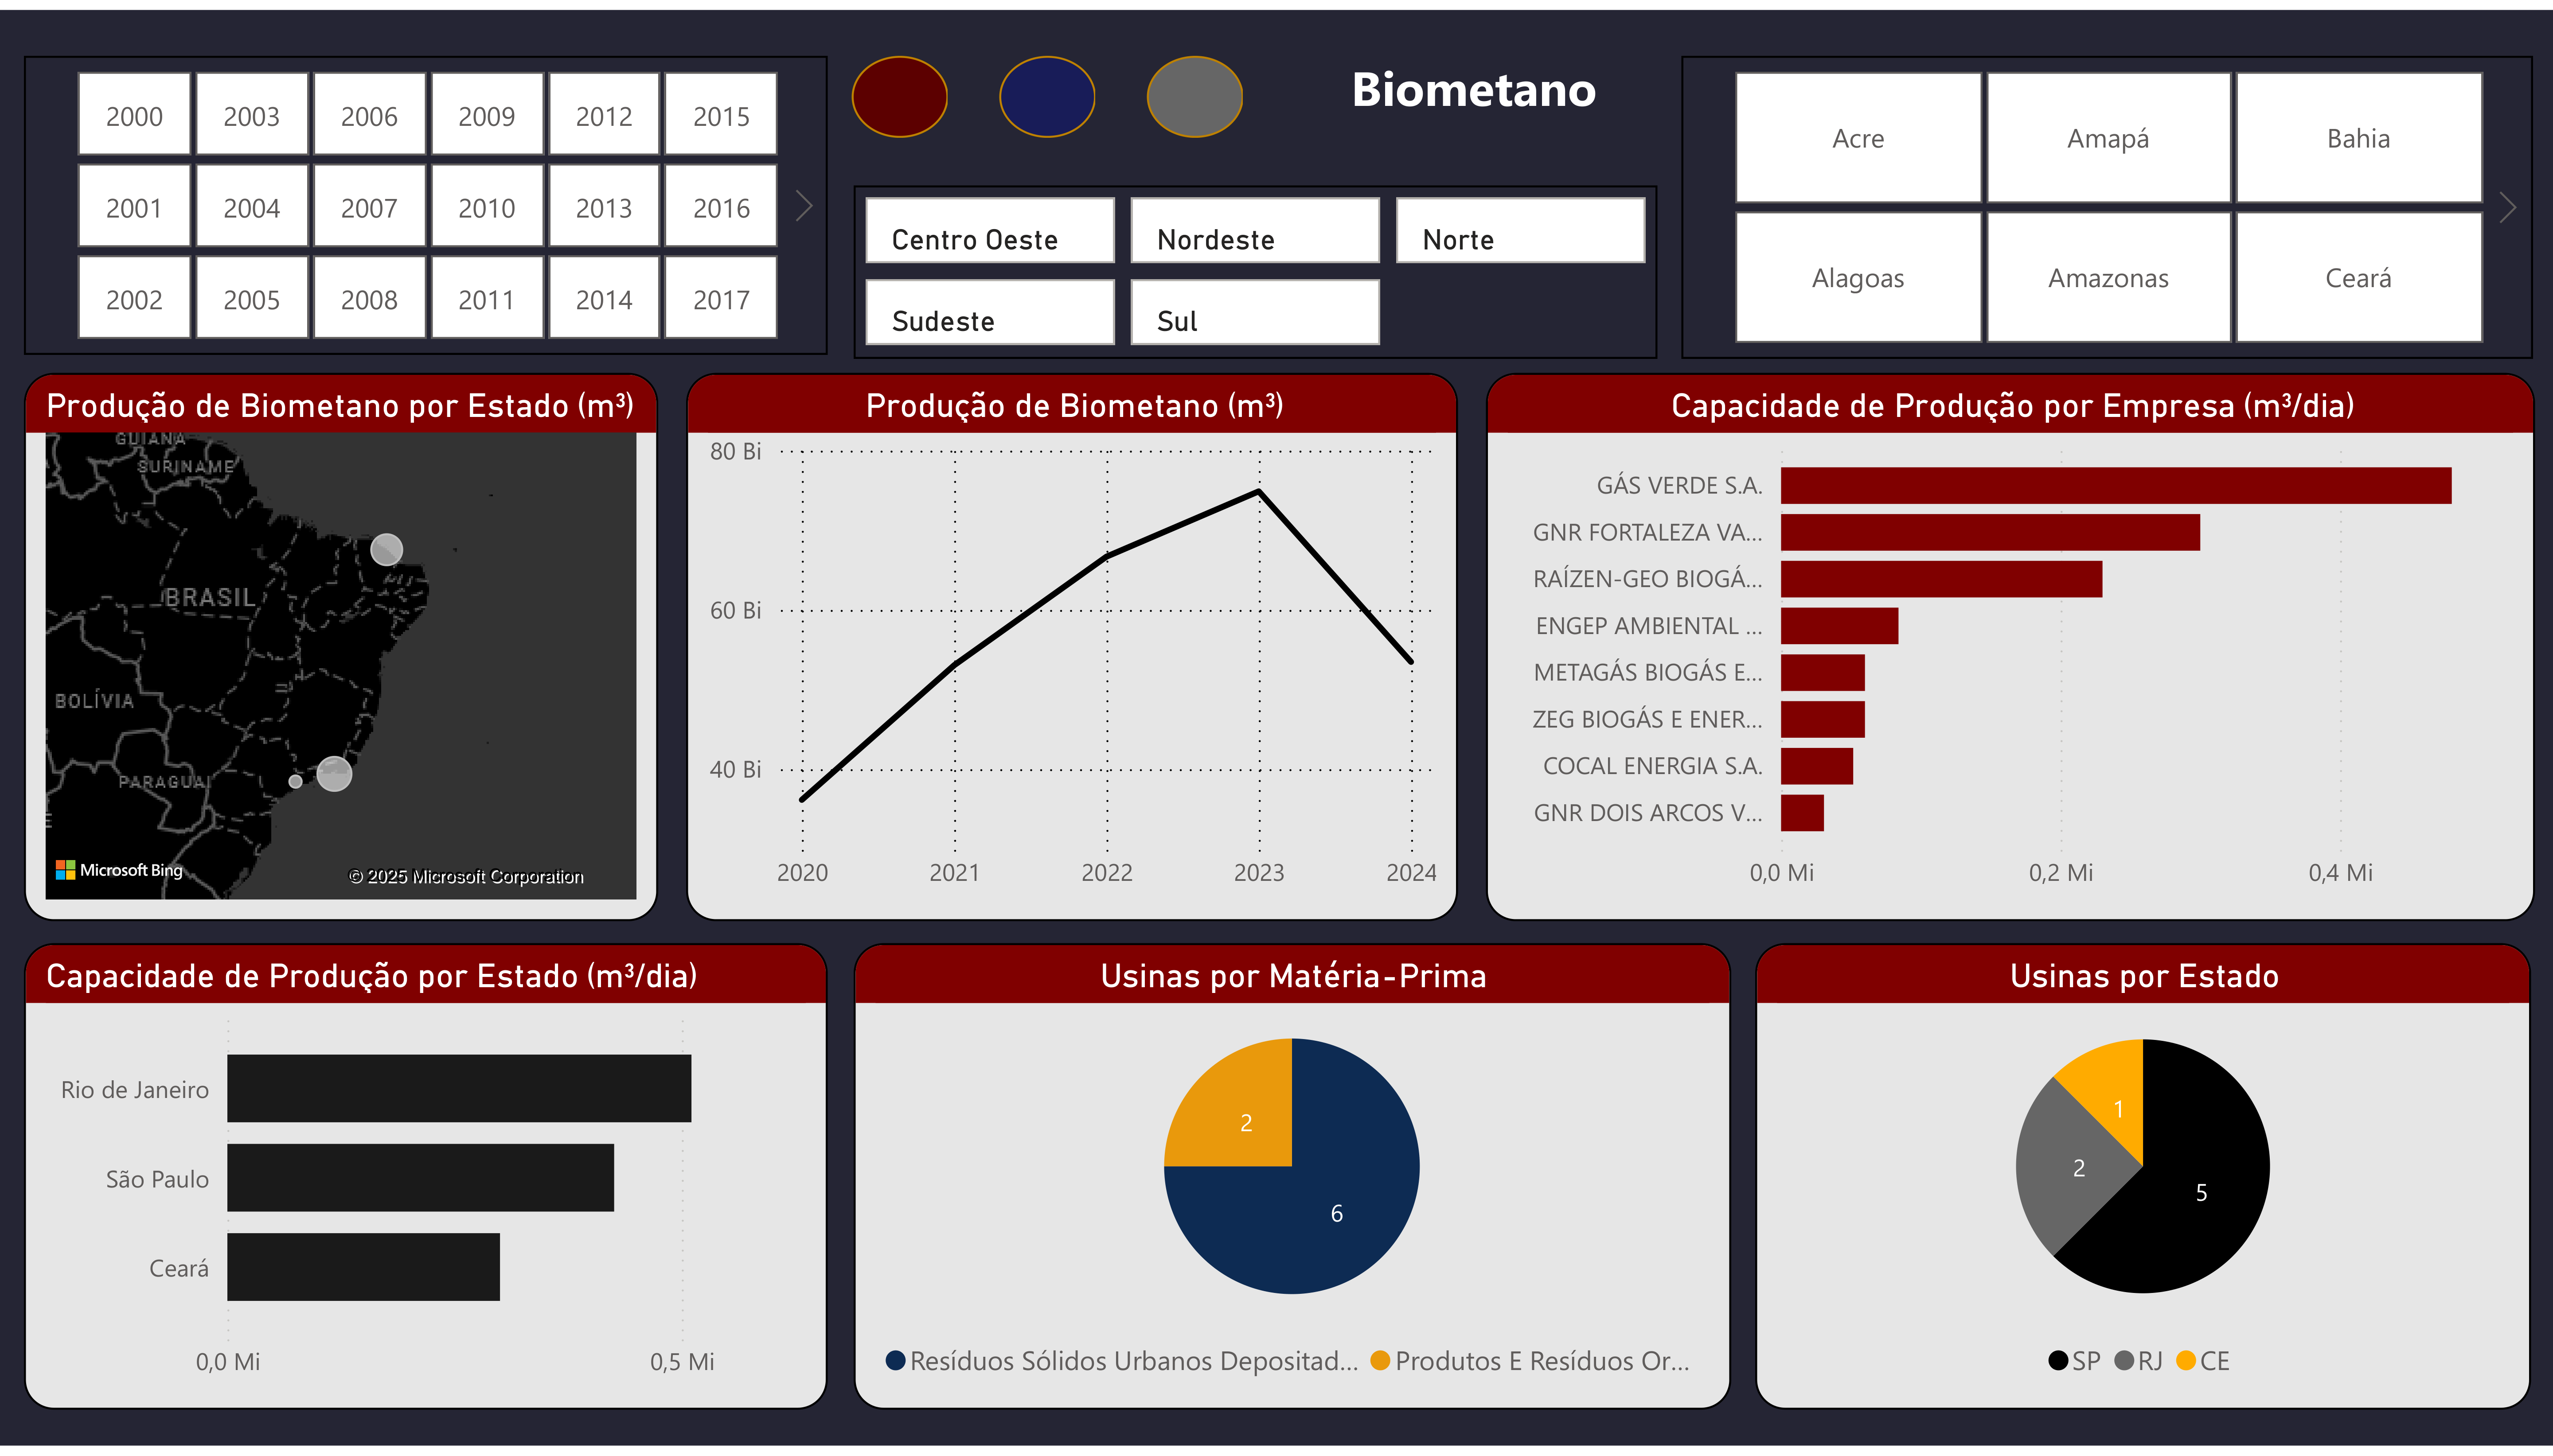 2000 2003 2006 2009 2012 2015
2001 2004 2007 2010 2013 2016
2002 2005 2008 2011 2014 2017
Biometano
Centro Oeste Nordeste Norte
Sudeste Sul
Acre Amapá Bahia
Alagoas Amazonas Ceará
Produção de Biometano por Estado (m³)
GUIANA
SURINAME
BRASIL
BOLÍVIA
PARAGUAI
Microsoft Bing
© 2025 Microsoft Corporation
Produção de Biometano (m³)
80 Bi
60 Bi
40 Bi
2020 2021 2022 2023 2024
Capacidade de Produção por Empresa (m³/dia)
GÁS VERDE S.A.
GNR FORTALEZA VA...
RAÍZEN-GEO BIOGÁ...
ENGEP AMBIENTAL ...
METAGÁS BIOGÁS E...
ZEG BIOGÁS E ENER...
COCAL ENERGIA S.A.
GNR DOIS ARCOS V...
0,0 Mi 0,2 Mi 0,4 Mi
Capacidade de Produção por Estado (m³/dia)
Rio de Janeiro
São Paulo
Ceará
0,0 Mi 0,5 Mi
Usinas por Matéria-Prima
2
6
Resíduos Sólidos Urbanos Depositad... Produtos E Resíduos Or...
Usinas por Estado
1
2
5
SP RJ CE